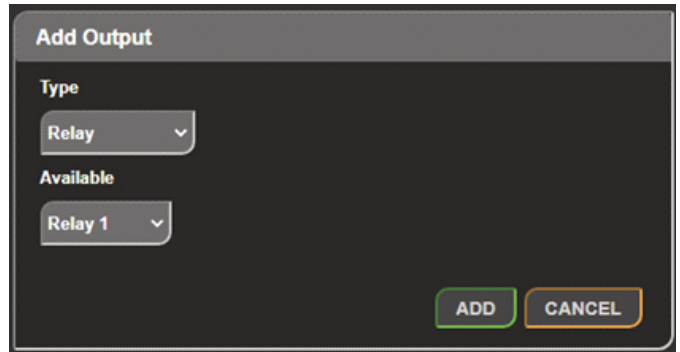 Add Output
Type
Relay
Available
Relay 1
ADD CANCEL